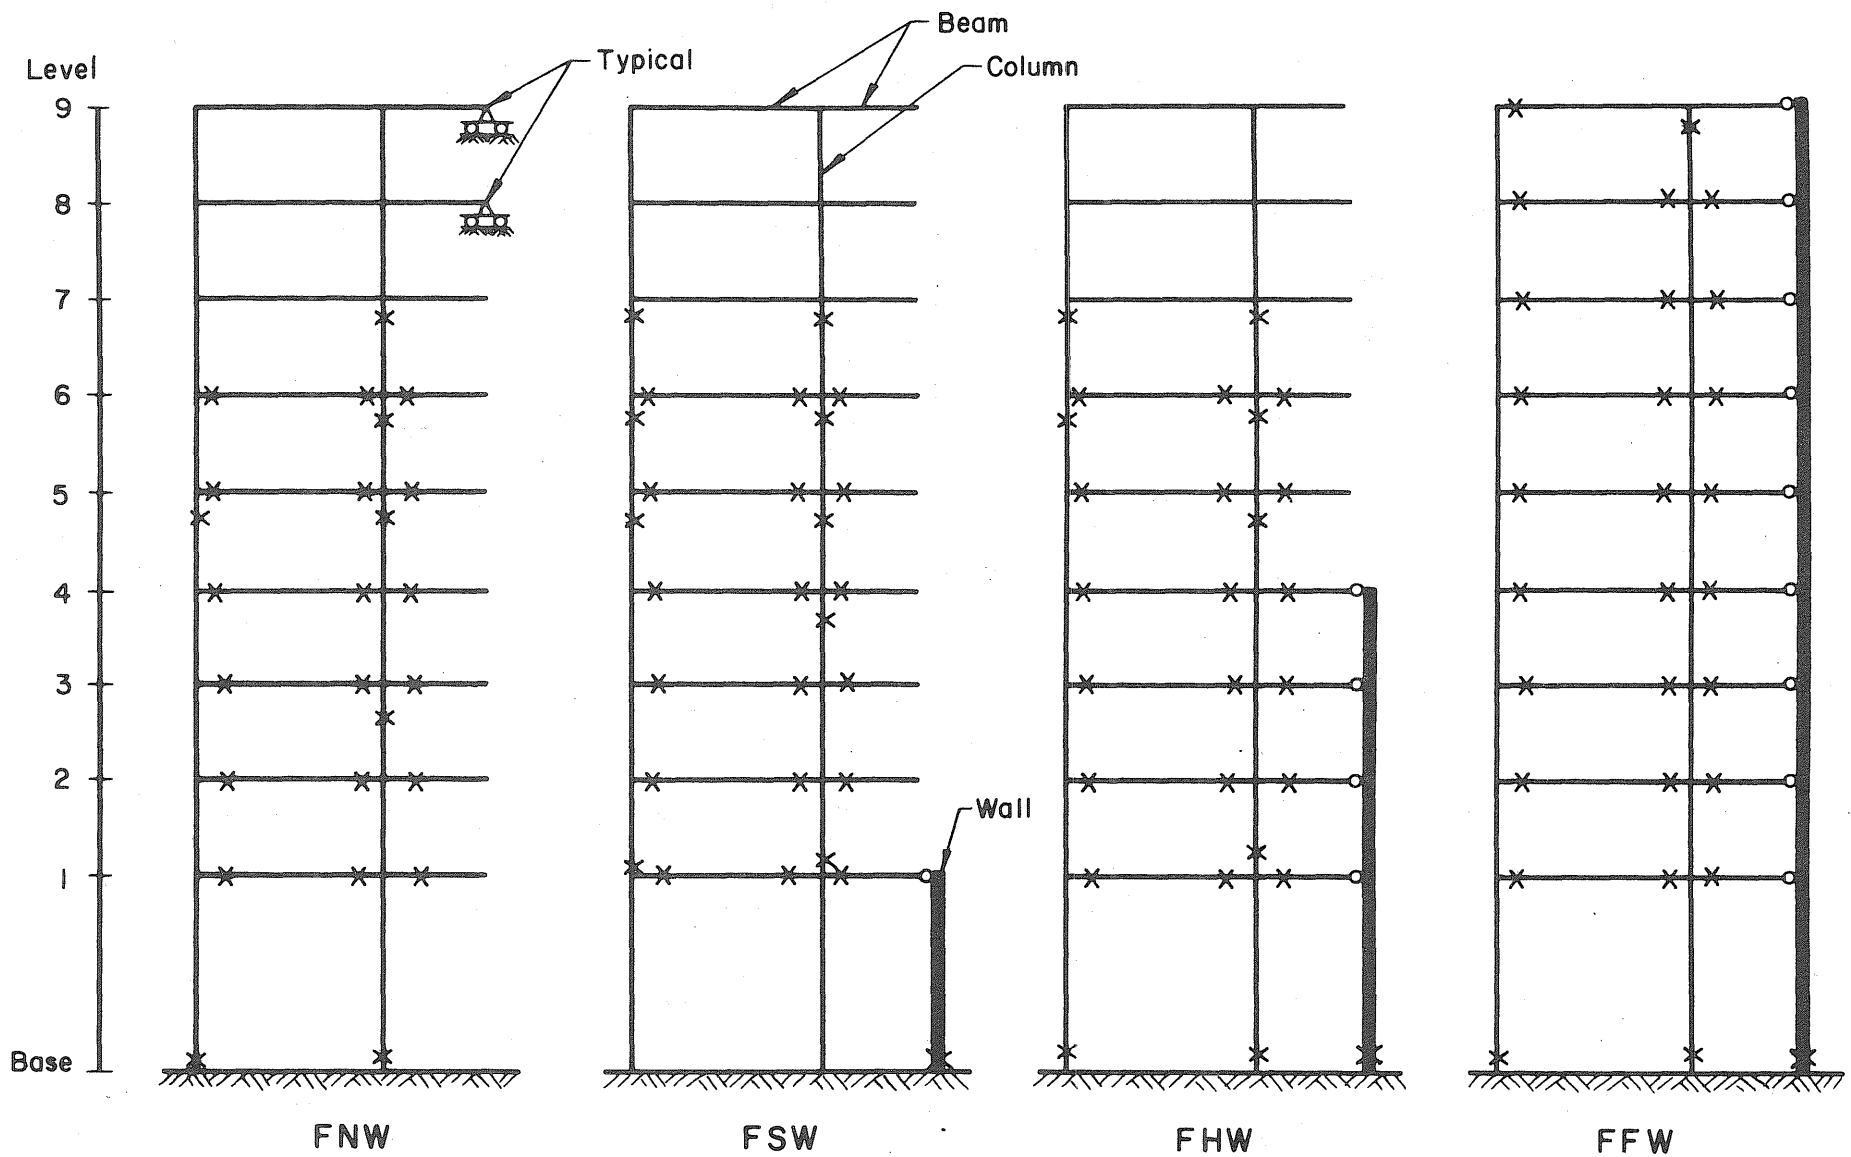 Beam
Level
Typical
Column
9
8
7
6
5
4
3
2
Wall
1
Base
FNW
FSW
FHW
FFW